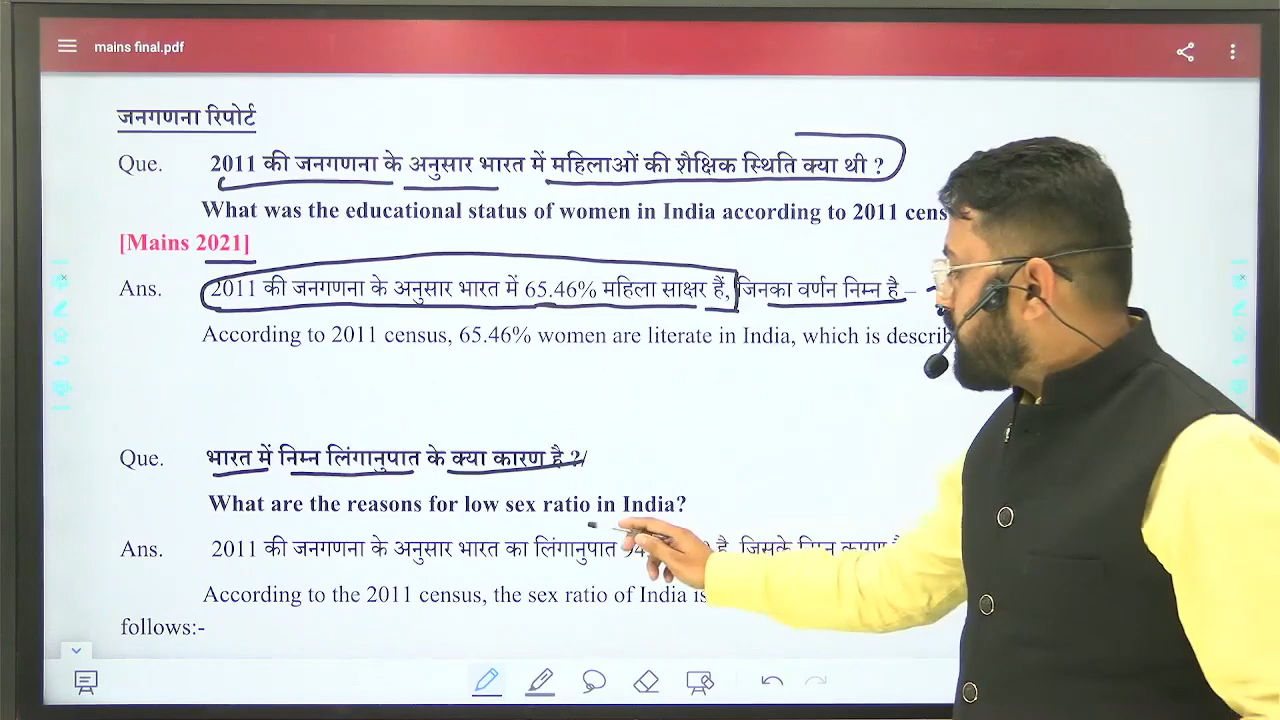 mains final.pdf
जनगणना रिपोर्ट
Que. 2011 की जनगणना के अनुसार भारत में महिलाओं की शैक्षिक स्थिति क्या थी ?
What was the educational status of women in India according to 2011
[Mains 2021]
Ans. 2011 की जनगणना के अनुसार भारत में 65.46% महिला साक्षर हैं, जिनका वर्णन निम्न है –
According to 2011 census, 65.46% women are literate in India, which is
Que. भारत में निम्न लिंगानुपात के क्या कारण है ?/
What are the reasons for low sex ratio in India?
Ans. 2011 की जनगणना के अनुसार भारत का लिंगानुपात है, जिसके निम्न कारण
According to the 2011 census, the sex ratio of India is
follows:-